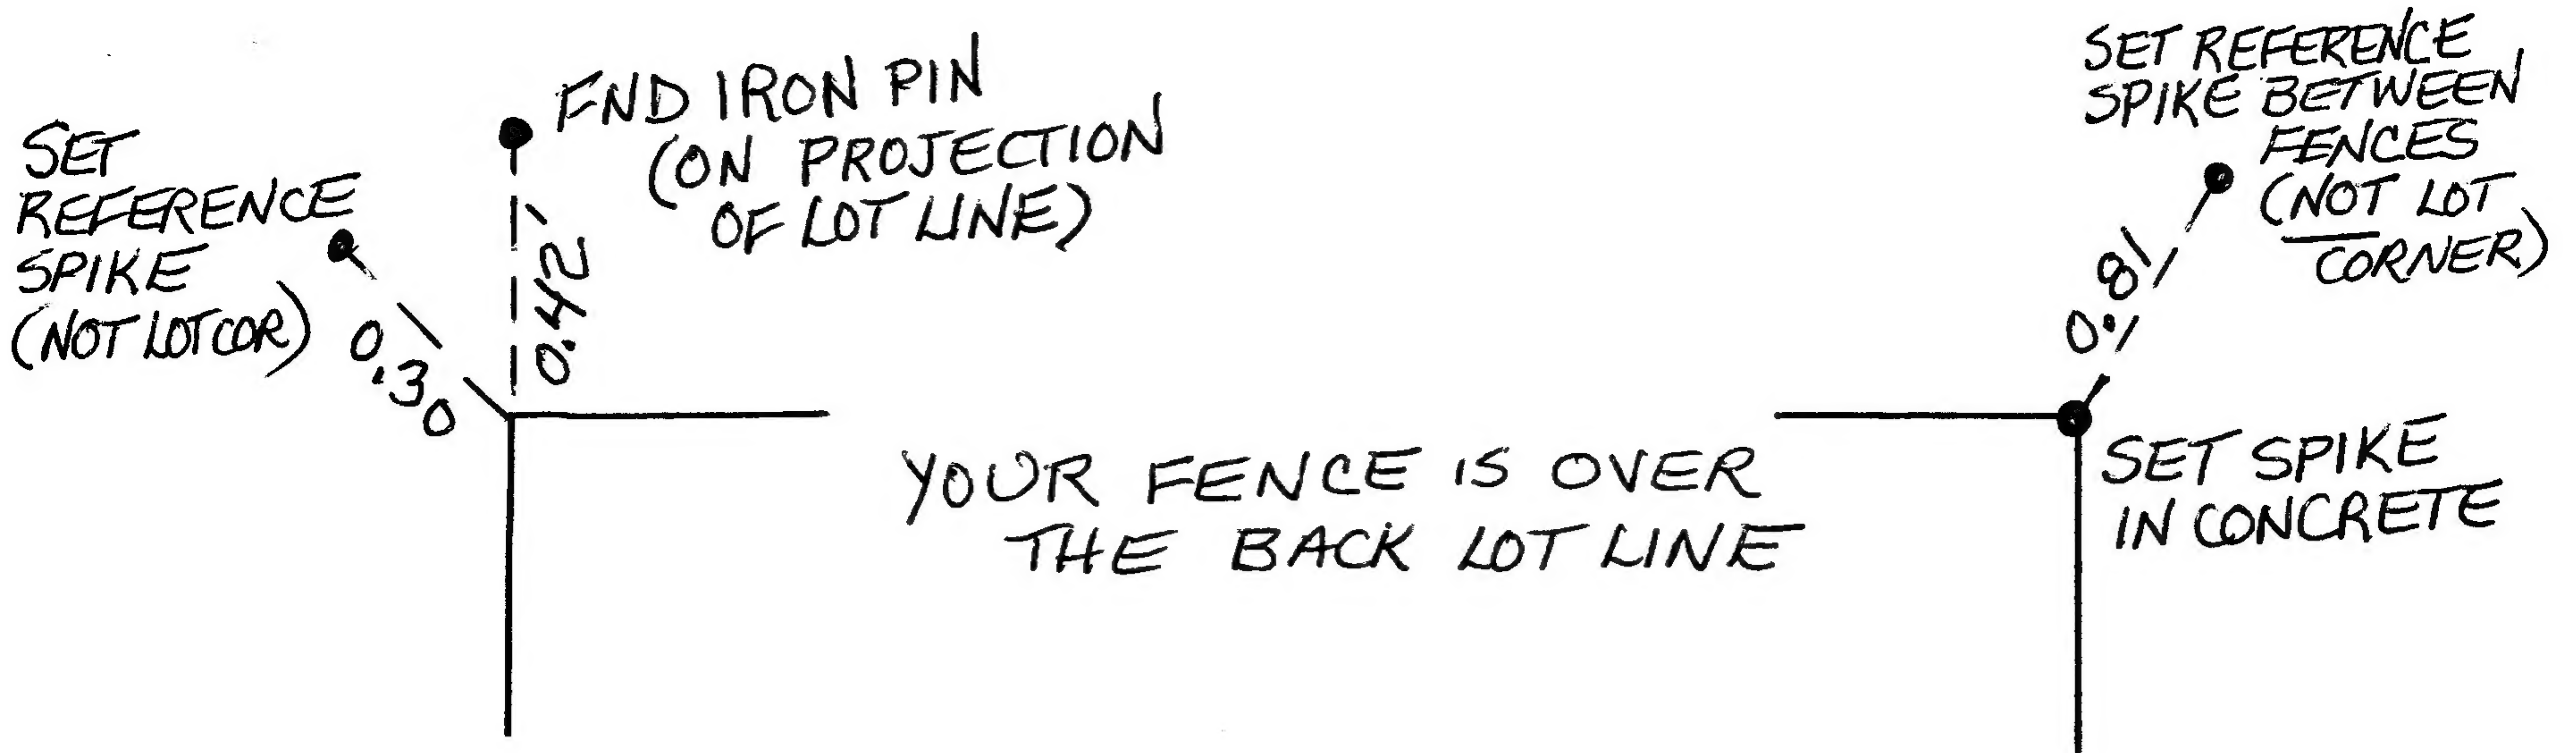 SET
REFERENCE
SPIKE
(NOT LOT COR)
0.30
FND IRON PIN
(ON PROJECTION
OF LOT LINE)
0.42'
YOUR FENCE IS OVER
THE BACK LOT LINE
SET REFERENCE
SPIKE BETWEEN
FENCES
(NOT LOT
CORNER)
0.81
SET SPIKE
IN CONCRETE